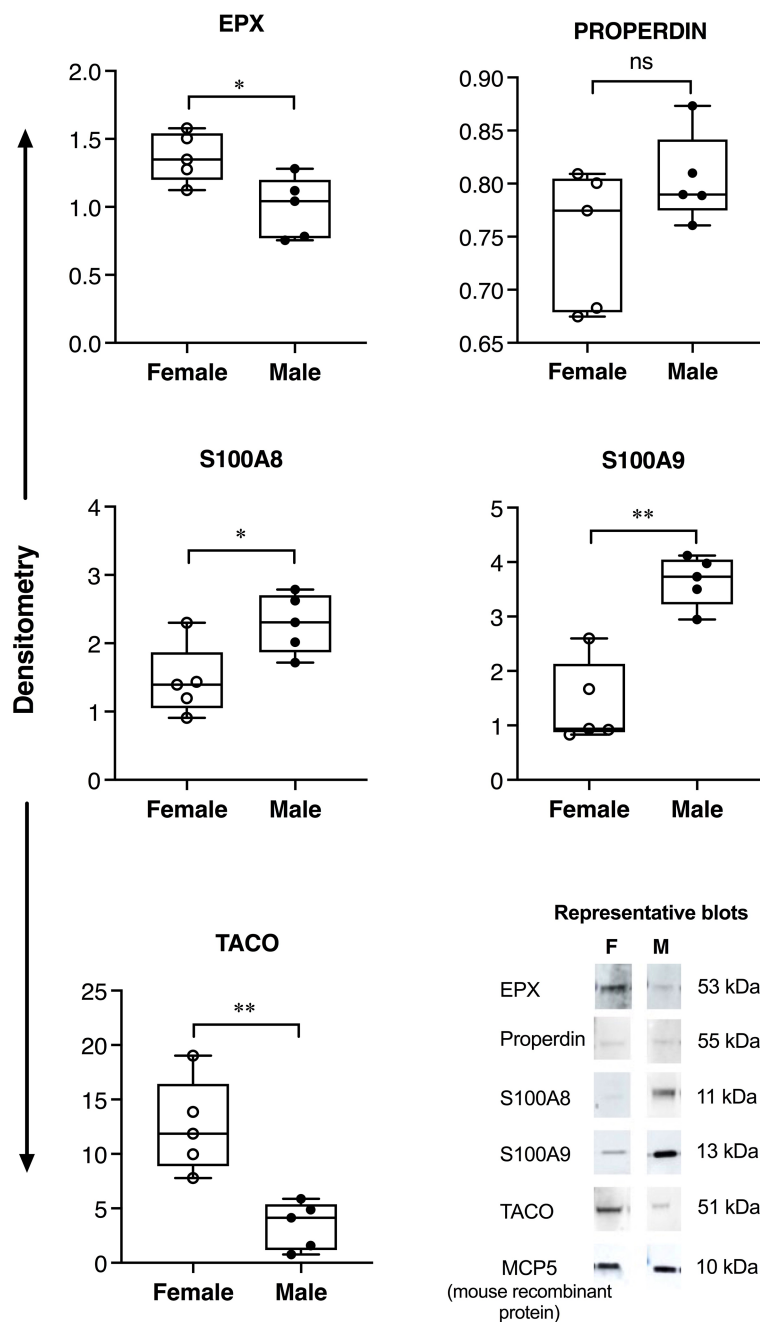 EPX
2.0
1.5
1.0
0.5
0.0
*
Female Male
PROPERDIN
0.90
0.85
0.80
0.75
0.70
0.65
ns
Female Male
Densitometry
S100A8
4
3
2
1
0
*
Female Male
S100A9
5
4
3
2
1
0
**
Female Male
TACO
25
20
15
10
5
0
**
Female Male
Representative blots
F M
EPX 53 kDa
Properdin 55 kDa
S100A8 11 kDa
S100A9 13 kDa
TACO 51 kDa
MCP5 10 kDa
(mouse recombinant
protein)